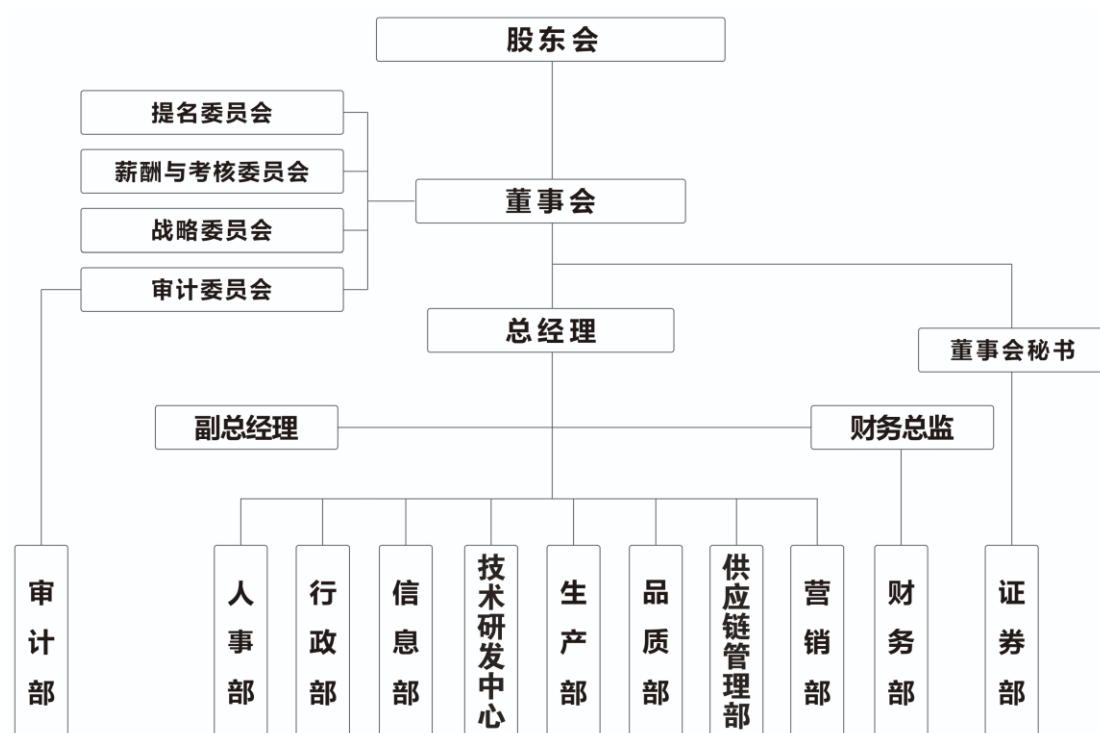 股东会
提名委员会
薪酬与考核委员会
董事会
战略委员会
审计委员会
总经理
董事会秘书
副总经理
财务总监
审计部
人事部
行政部
信息部
技术研发中心
生产部
品质部
供应链管理部
营销部
财务部
证券部